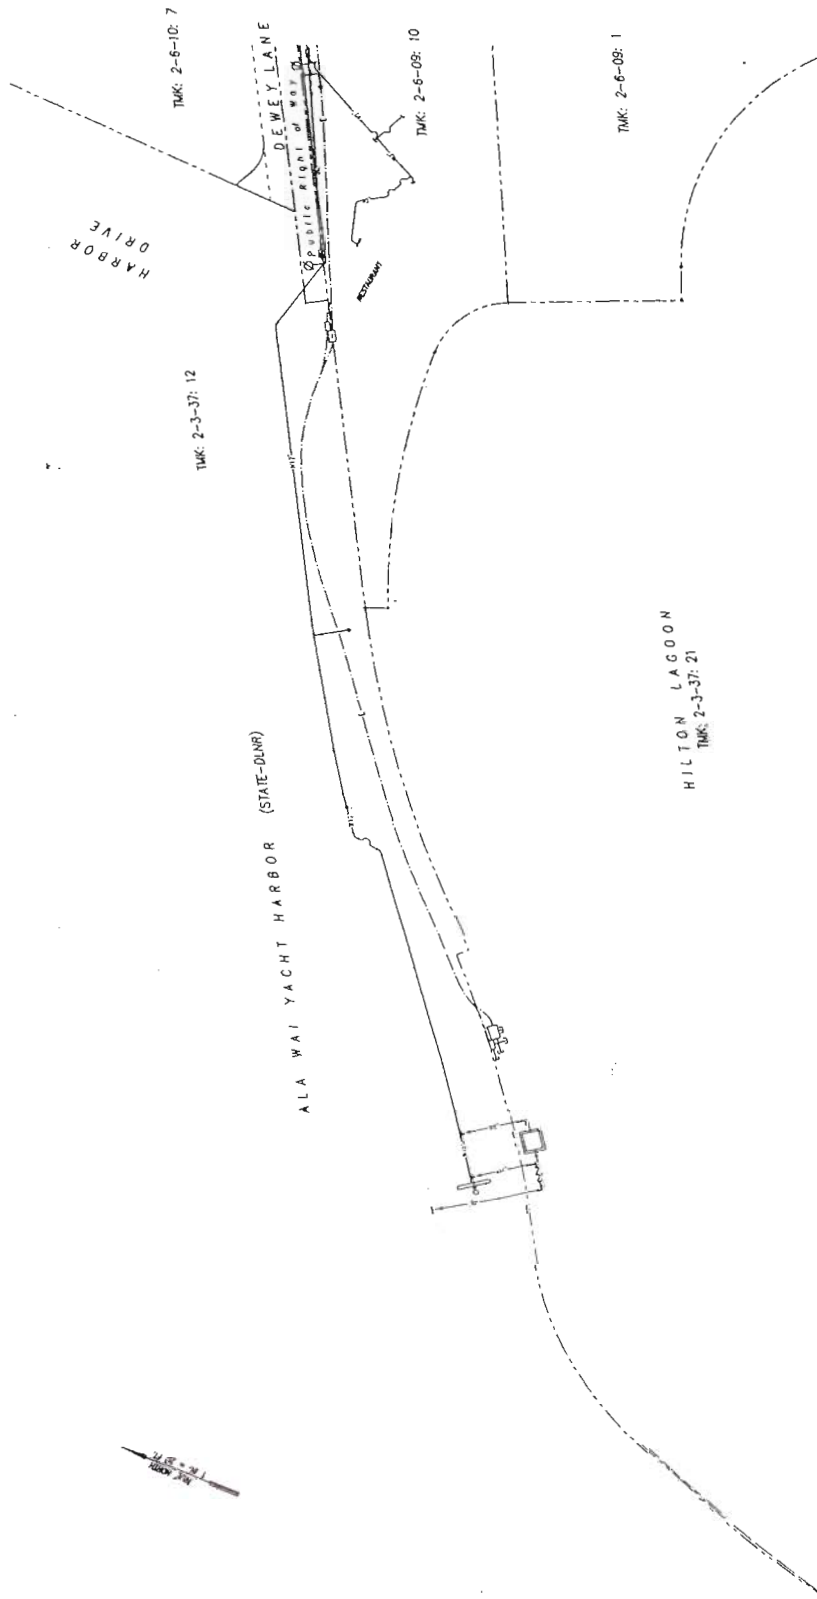 TMK: 2-6-10: 7
DEWEY LANE
Public Right of Way
TMK: 2-6-09: 10
TMK: 2-6-09: 1
HARBOR
DRIVE
RESTAURANT
TMK: 2-3-37: 12
HILTON LAGOON
TMK: 2-3-37: 21
ALA WAI YACHT HARBOR (STATE-DLNR)